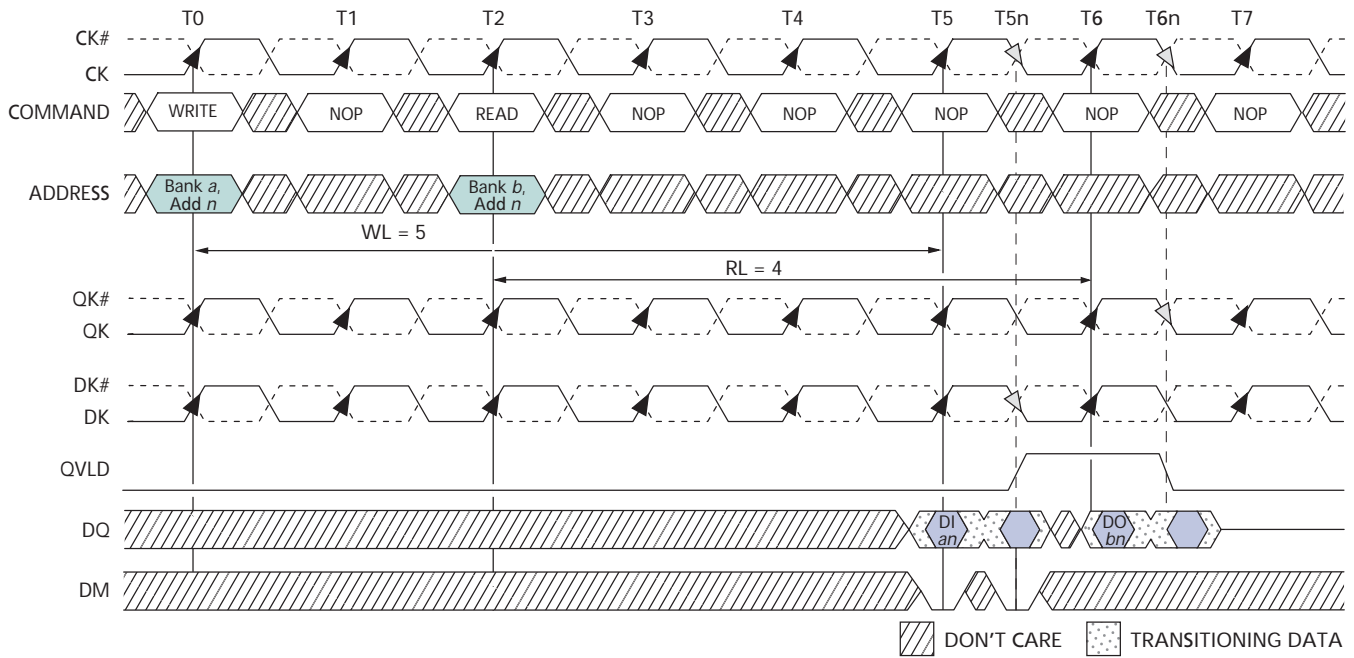 T0 T1 T2 T3 T4 T5 T5n T6 T6n T7
CK#
CK
COMMAND WRITE NOP READ NOP NOP NOP NOP NOP
ADDRESS Bank a, Add n Bank b, Add n
WL = 5
RL = 4
QK#
QK
DK#
DK
QVLD
DQ DI an DO bn
DM
DON'T CARE TRANSITIONING DATA